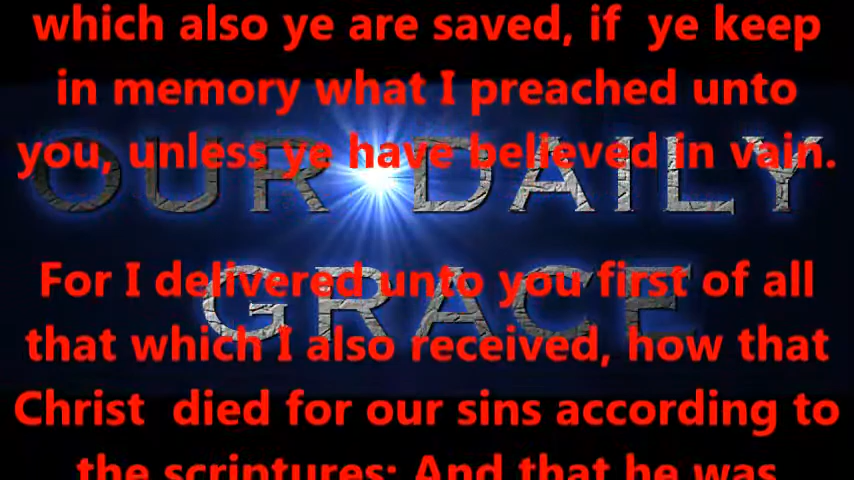 which also ye are saved, if ye keep
in memory what I preached unto
you, unless ye have believed in vain.
OUR DAILY
For I delivered unto you first of all
GRACE
that which I also received, how that
Christ died for our sins according to
the scriptures: And that he was